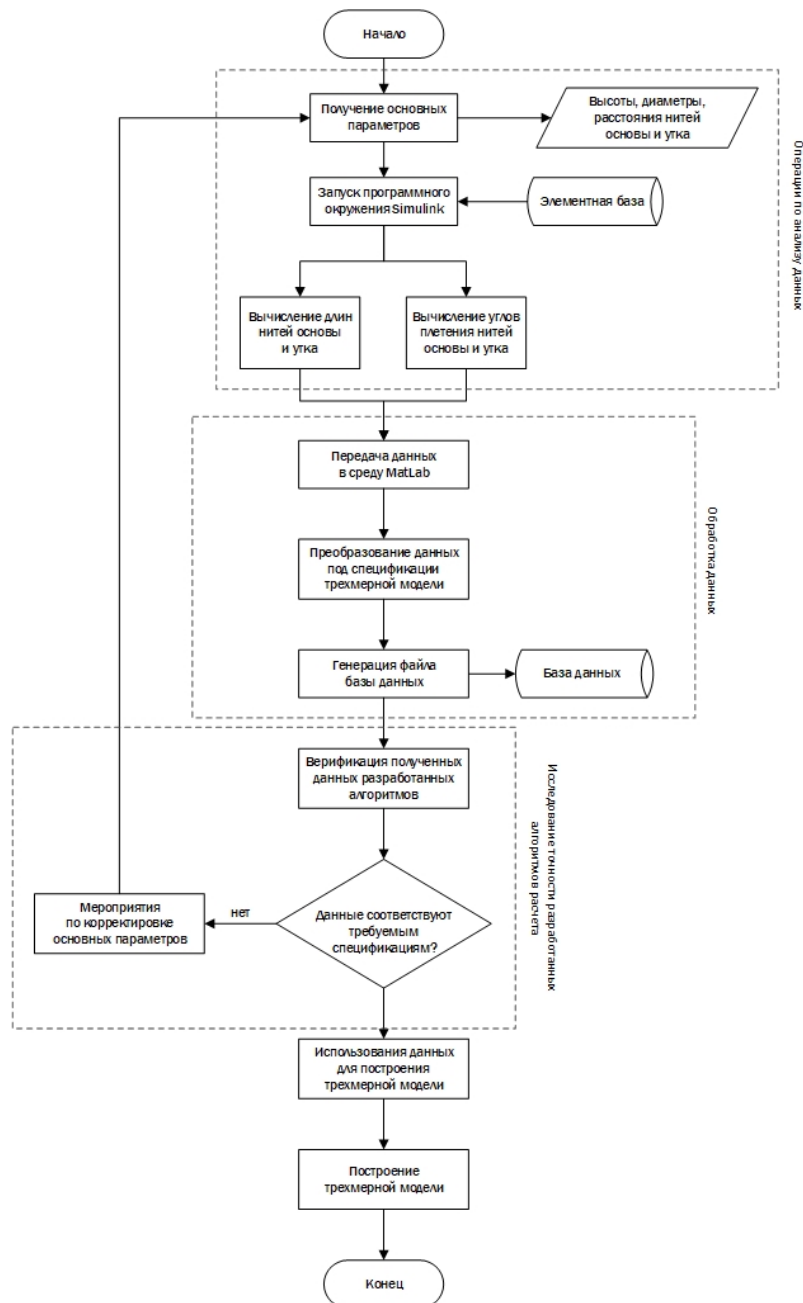 Начало
Получение основных
параметров
Высоты, диаметры,
расстояния нитей
основы и утка
Запуск программного
окружения Simulink
Элементная база
Вычисление длин
нитей основы
и утка
Вычисление углов
плетения нитей
основы и утка
Операции по анализу данных
Передача данных
в среду MatLab
Преобразование данных
под спецификации
трехмерной модели
Генерация файла
базы данных
База данных
Обработка данных
Верификация полученных
данных разработанных
алгоритмов
Данные соответствуют
требуемым
спецификациям?
нет
Мероприятия
по корректировке
основных параметров
Исследование точности разработанных
алгоритмов расчета
Использования данных
для построения
трехмерной модели
Построение
трехмерной модели
Конец